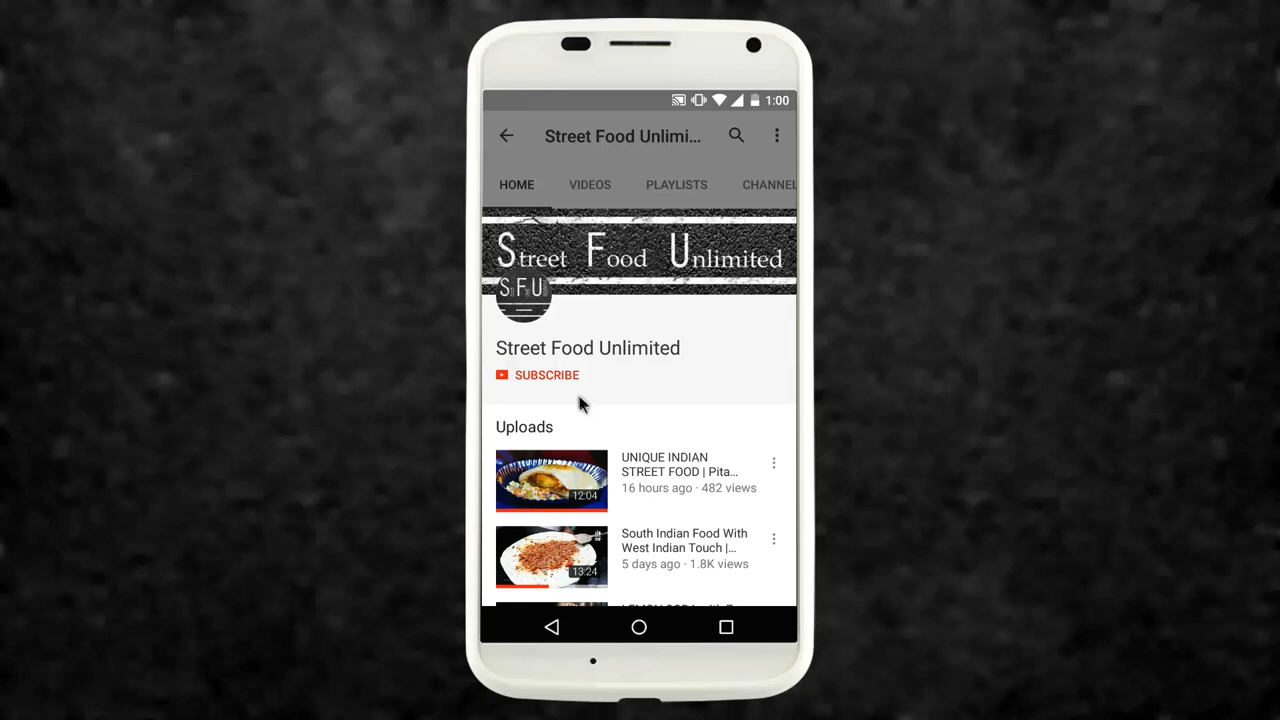 1:00
Street Food Unlimi...
HOME VIDEOS PLAYLISTS CHANNEL
Street Food Unlimited
SFU
Street Food Unlimited
SUBSCRIBE
Uploads
UNIQUE INDIAN
STREET FOOD | Pita...
16 hours ago · 482 views
12:04
South Indian Food With
West Indian Touch |...
5 days ago · 1.8K views
13:24